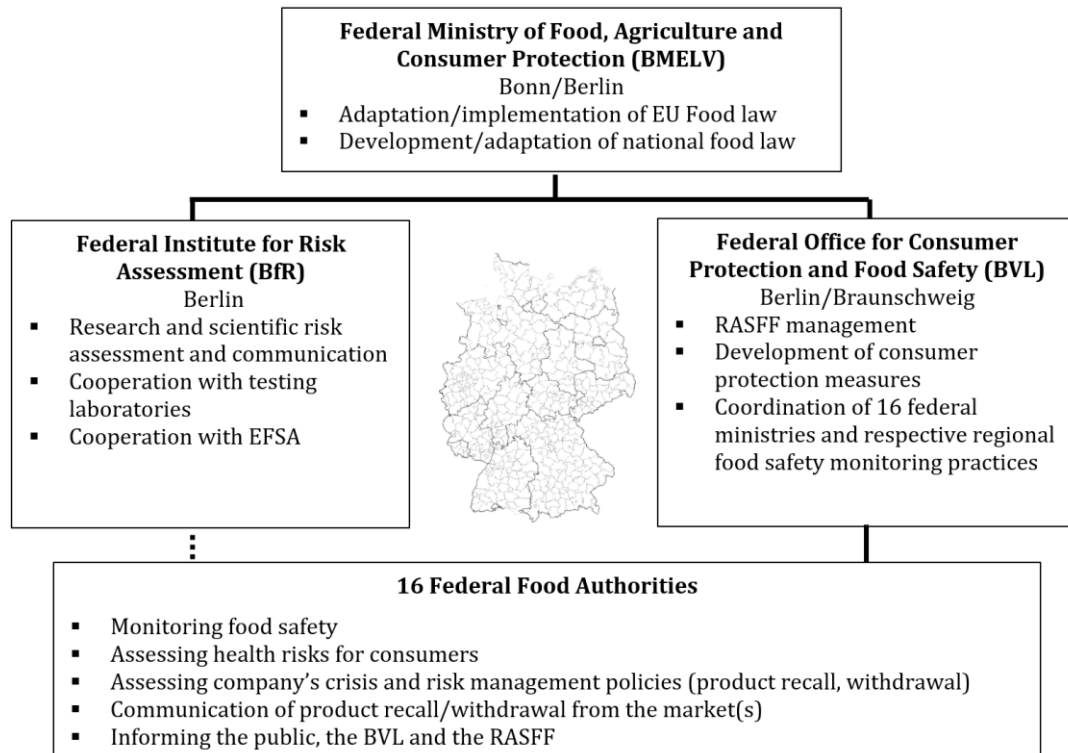 Federal Ministry of Food, Agriculture and
Consumer Protection (BMELV)
Bonn/Berlin
▪ Adaptation/implementation of EU Food law
▪ Development/adaptation of national food law
Federal Institute for Risk
Assessment (BfR)
Berlin
▪ Research and scientific risk
assessment and communication
▪ Cooperation with testing
laboratories
▪ Cooperation with EFSA
Federal Office for Consumer
Protection and Food Safety (BVL)
Berlin/Braunschweig
▪ RASFF management
▪ Development of consumer
protection measures
▪ Coordination of 16 federal
ministries and respective regional
food safety monitoring practices
16 Federal Food Authorities
▪ Monitoring food safety
▪ Assessing health risks for consumers
▪ Assessing company's crisis and risk management policies (product recall, withdrawal)
▪ Communication of product recall/withdrawal from the market(s)
▪ Informing the public, the BVL and the RASFF